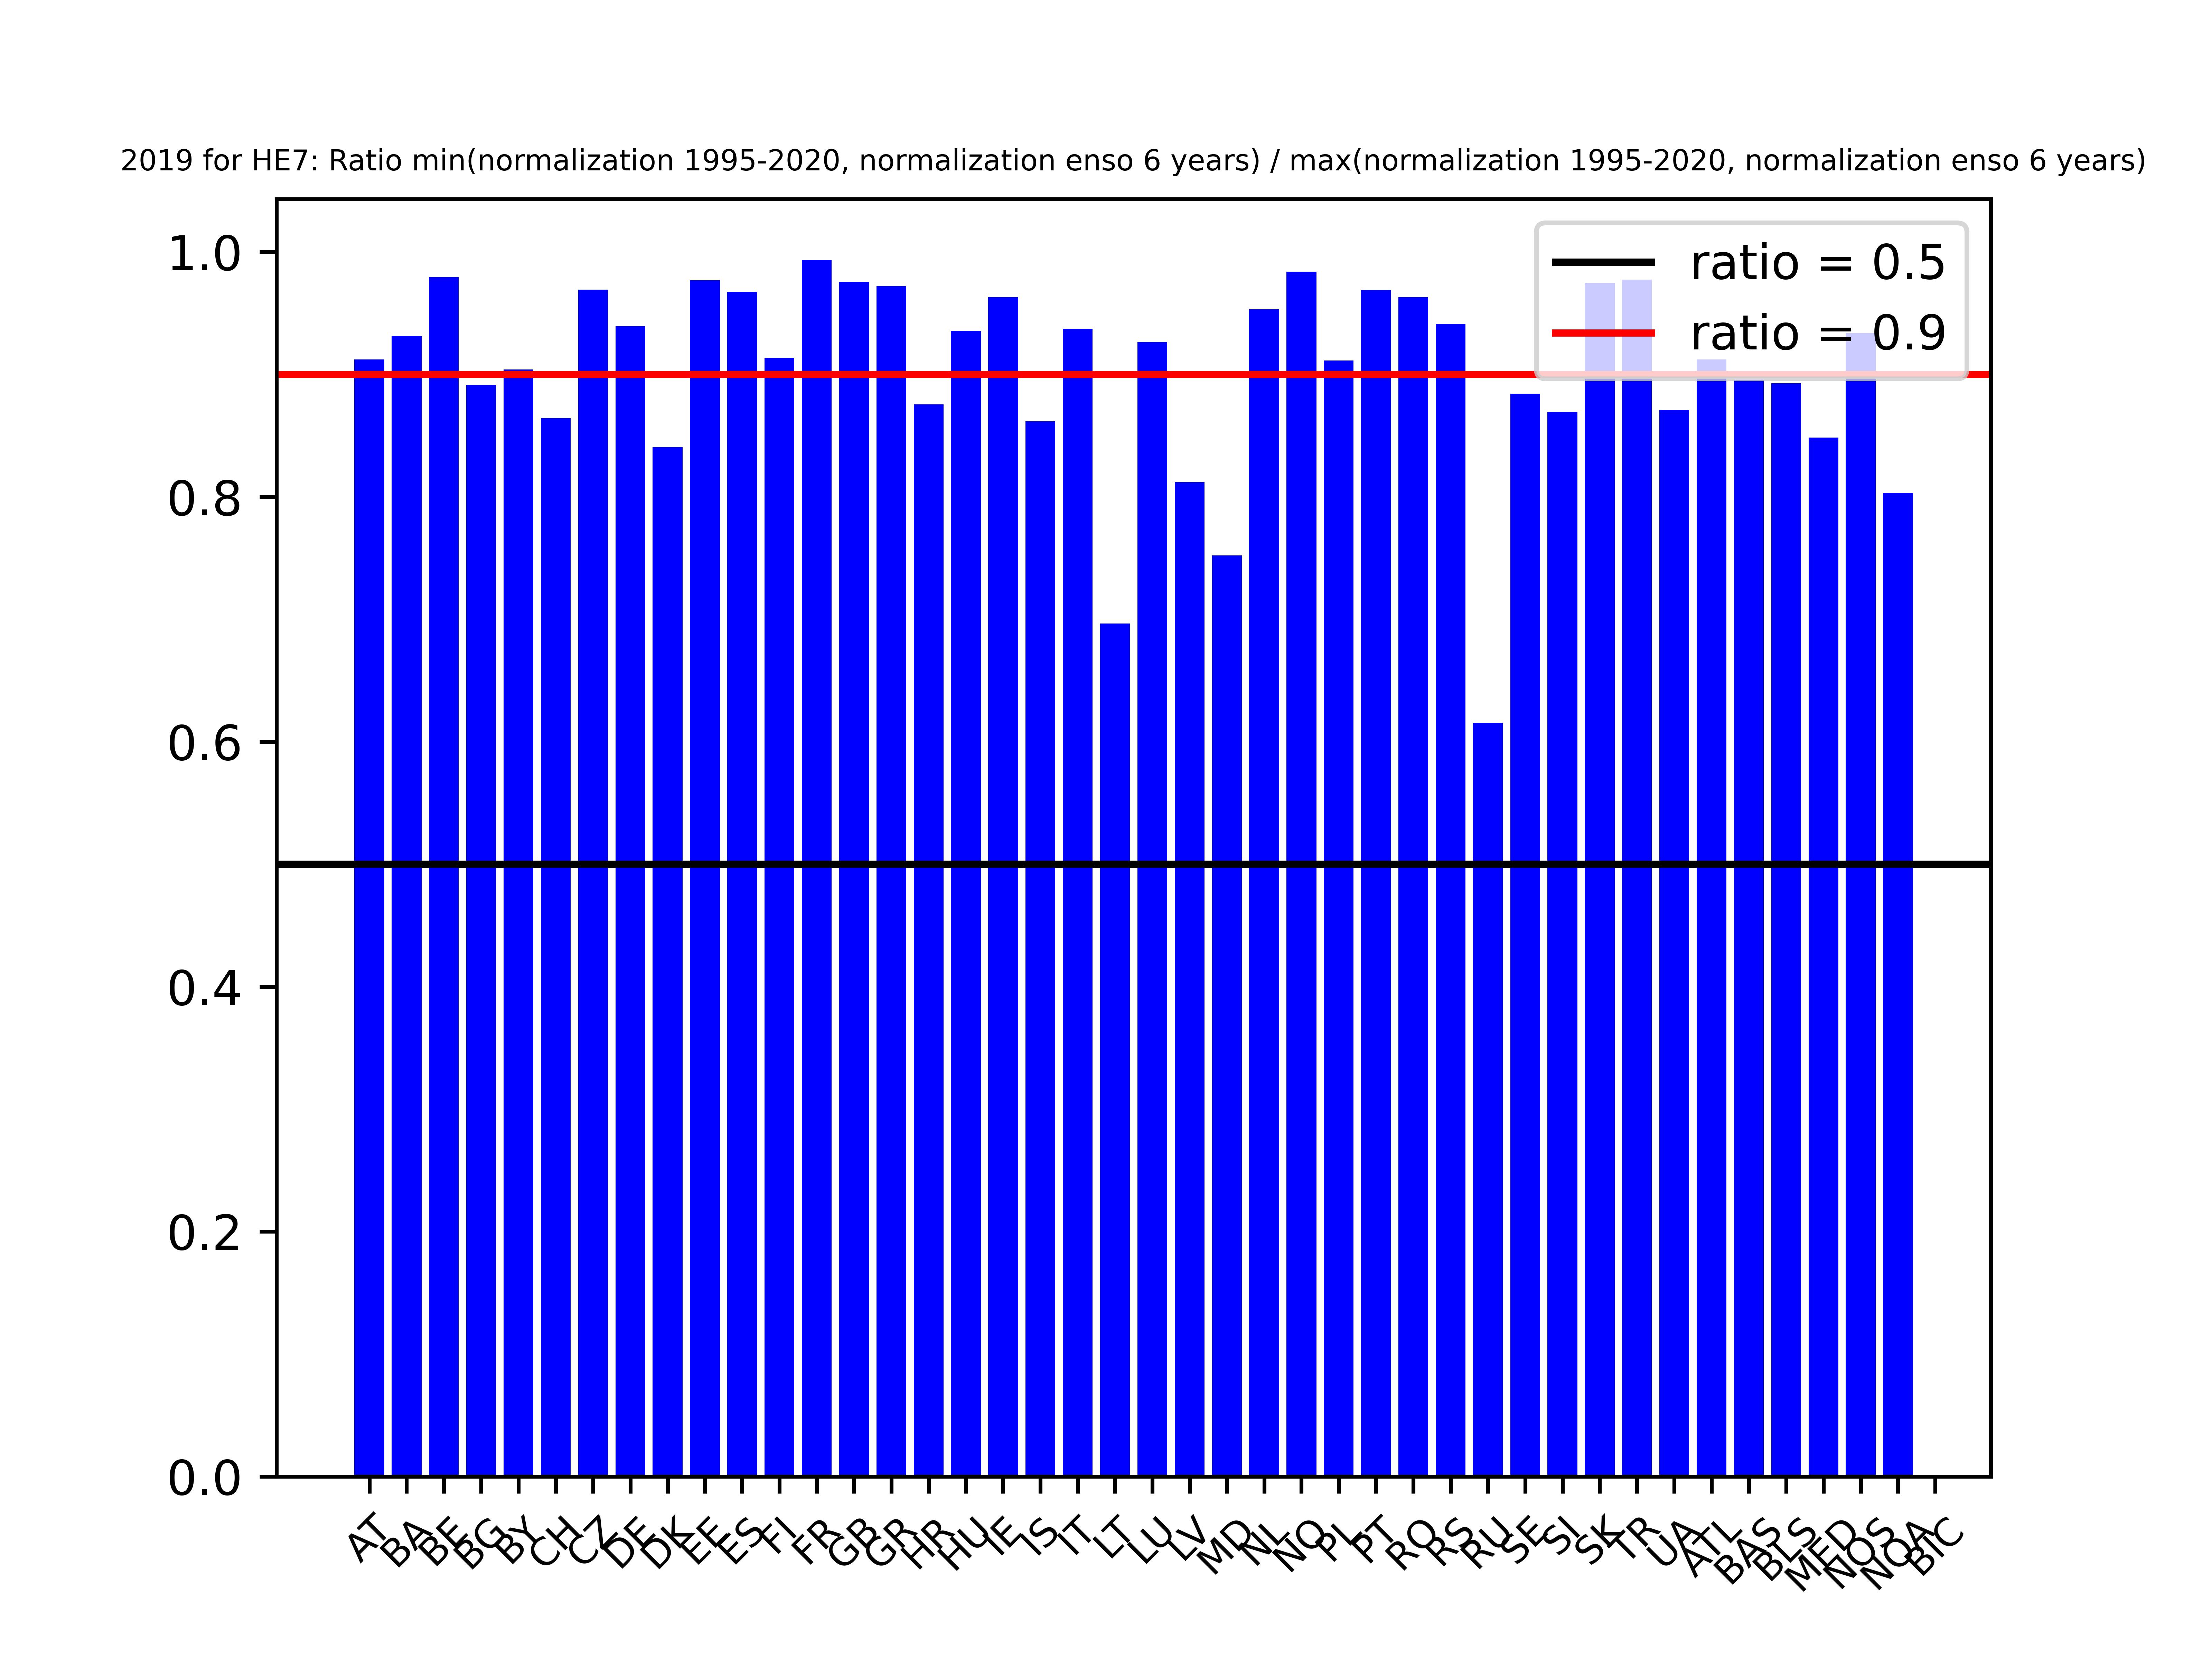 2019 for HE7: Ratio min(normalization 1995-2020, normalization enso 6 years) / max(normalization 1995-2020, normalization enso 6 years)
ratio = 0.5
ratio = 0.9
1.0
0.8
0.6
0.4
0.2
0.0
AT BA BE BG BY CH CZ DE DK EE ES FI FR GB GR HR HU IE IS IT LT LU LV MD NL NO PL PT RO RS RU SE SI SK TR UA ATL BAS BLS MED NOS NOA BIC